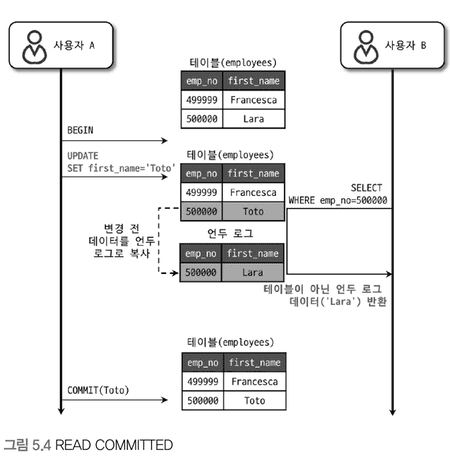 사용자 A
사용자 B
테이블(employees)
emp_no first_name
499999 Francesca
500000 Lara
BEGIN
UPDATE
SET first_name='Toto'
테이블(employees)
emp_no first_name
499999 Francesca
500000 Toto
SELECT
WHERE emp_no=500000
변경 전
데이터를 언두
로그로 복사
언두 로그
emp_no first_name
500000 Lara
테이블이 아닌 언두 로그
데이터('Lara') 반환
테이블(employees)
emp_no first_name
499999 Francesca
500000 Toto
COMMIT(Toto)
그림 5.4 READ COMMITTED